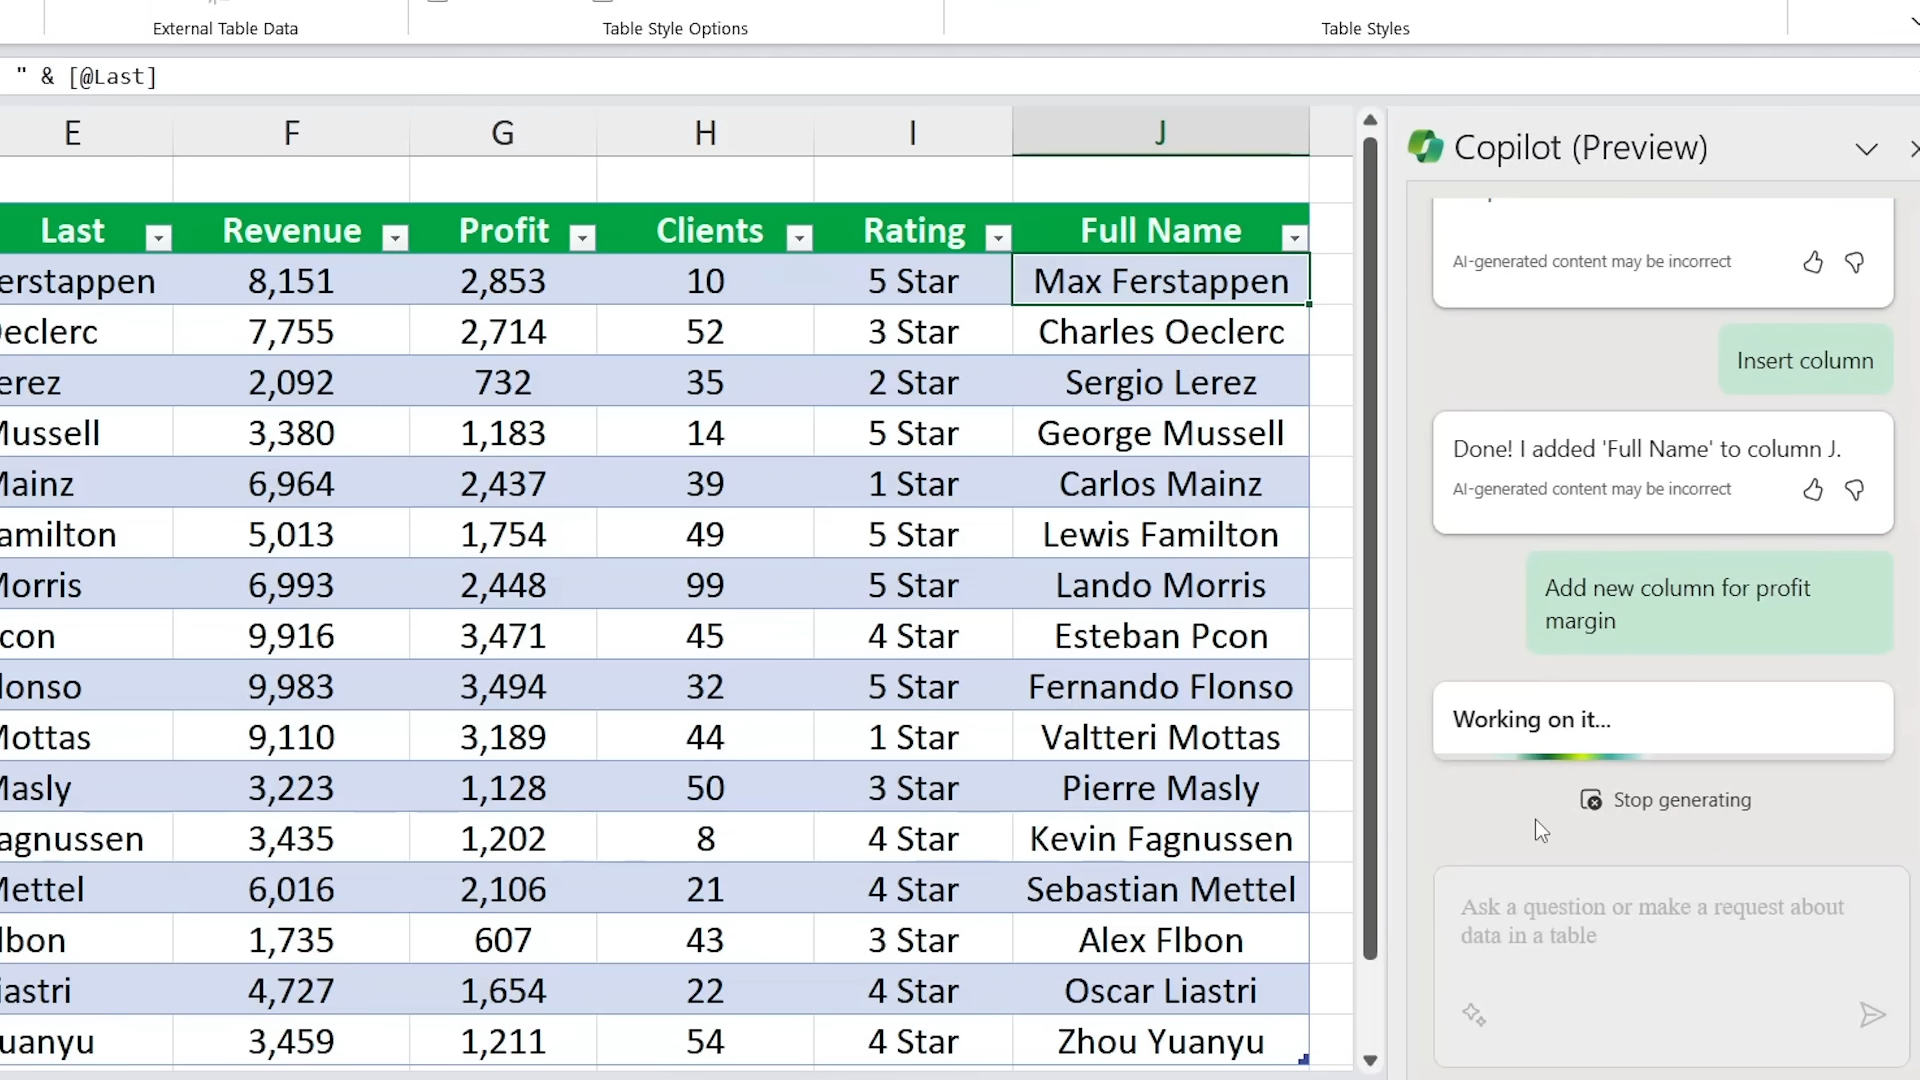 External Table Data Table Style Options Table Styles
" & [@Last]
E F G H I J
Last Revenue Profit Clients Rating Full Name
erstappen 8,151 2,853 10 5 Star Max Ferstappen
eclerc 7,755 2,714 52 3 Star Charles Oeclerc
erez 2,092 732 35 2 Star Sergio Lerez
Mussell 3,380 1,183 14 5 Star George Mussell
Mainz 6,964 2,437 39 1 Star Carlos Mainz
amilton 5,013 1,754 49 5 Star Lewis Familton
Morris 6,993 2,448 99 5 Star Lando Morris
con 9,916 3,471 45 4 Star Esteban Pcon
lonso 9,983 3,494 32 5 Star Fernando Flonso
Mottas 9,110 3,189 44 1 Star Valtteri Mottas
Masly 3,223 1,128 50 3 Star Pierre Masly
agnussen 3,435 1,202 8 4 Star Kevin Fagnussen
Mettel 6,016 2,106 21 4 Star Sebastian Mettel
lbon 1,735 607 43 3 Star Alex Flbon
iastri 4,727 1,654 22 4 Star Oscar Liastri
uanyu 3,459 1,211 54 4 Star Zhou Yuanyu
Copilot (Preview)
AI-generated content may be incorrect
Insert column
Done! I added 'Full Name' to column J.
AI-generated content may be incorrect
Add new column for profit
margin
Working on it...
Stop generating
Ask a question or make a request about
data in a table